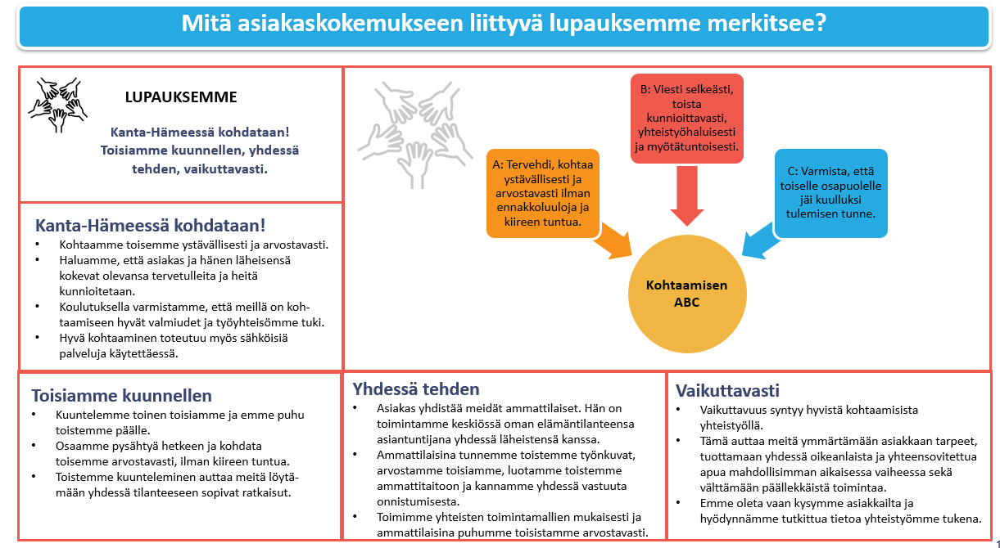 Mitä asiakaskokemukseen liittyvä lupauksemme merkitsee?
LUPAUKSEMME
Kanta-Hämeessä kohdataan!
Toisiamme kuunnellen, yhdessä
tehden, vaikuttavasti.
B: Viesti selkeästi,
toista
kunnioittavasti,
yhteistyöhaluisesti
ja myötätuntoisesti.
A: Tervehdi, kohtaa
ystävällisesti ja
arvostavasti ilman
ennakkoluuloja ja
kiireen tuntua.
C: Varmista, että
toiselle osapuolelle
jäi kuulluksi
tulemisen tunne.
Kohtaamisen
ABC
Kanta-Hämeessä kohdataan!
• Kohtaamme toisemme ystävällisesti ja arvostavasti.
• Haluamme, että asiakas ja hänen läheisensä
kokevat olevansa tervetulleita ja heitä
kunnioitetaan.
• Koulutuksella varmistamme, että meillä on koh-
taamiseen hyvät valmiudet ja työyhteisömme tuki.
• Hyvä kohtaaminen toteutuu myös sähköisiä
palveluja käytettäessä.
Toisiamme kuunnellen
• Kuuntelemme toinen toisiamme ja emme puhu
toistemme päälle.
• Osaamme pysähtyä hetkeen ja kohdata
toisemme arvostavasti, ilman kiireen tuntua.
• Toistemme kuunteleminen auttaa meitä löytä-
mään yhdessä tilanteeseen sopivat ratkaisut.
Yhdessä tehden
• Asiakas yhdistää meidät ammattilaiset. Hän on
toimintamme keskiössä oman elämäntilanteensa
asiantuntijana yhdessä läheistensä kanssa.
• Ammattilaisina tunnemme toistemme työnkuvat,
arvostamme toisiamme, luotamme toistemme
ammattitaitoon ja kannamme yhdessä vastuuta
onnistumisesta.
• Toimimme yhteisten toimintamallien mukaisesti ja
ammattilaisina puhumme toisistamme arvostavasti.
Vaikuttavasti
• Vaikuttavuus syntyy hyvistä kohtaamisista
yhteistyöllä.
• Tämä auttaa meitä ymmärtämään asiakkaan tarpeet,
tuottamaan yhdessä oikeanlaista ja yhteensovitettua
apua mahdollisimman aikaisessa vaiheessa sekä
välttämään päällekkäistä toimintaa.
• Emme oleta vaan kysymme asiakkailta ja
hyödynnämme tutkittua tietoa yhteistyömme tukena.
1